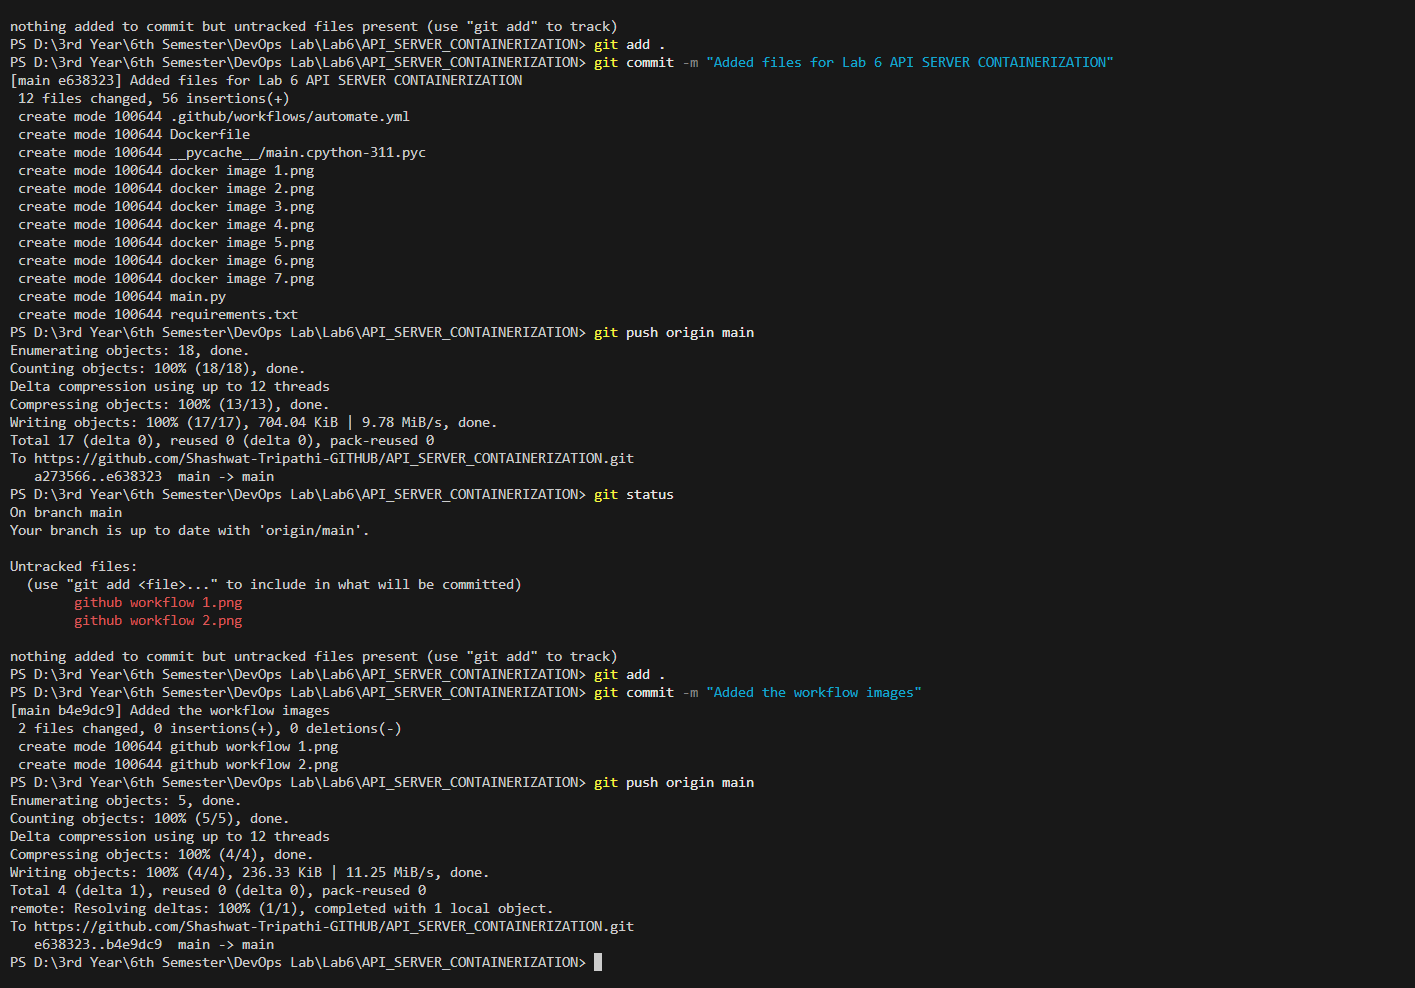 nothing added to commit but untracked files present (use "git add" to track)
PS D:\3rd Year\6th Semester\DevOps Lab\Lab6\API_SERVER_CONTAINERIZATION> git add .
PS D:\3rd Year\6th Semester\DevOps Lab\Lab6\API_SERVER_CONTAINERIZATION> git commit -m "Added files for Lab 6 API SERVER CONTAINERIZATION"
[main e638323] Added files for Lab 6 API SERVER CONTAINERIZATION
 12 files changed, 56 insertions(+)
 create mode 100644 .github/workflows/automate.yml
 create mode 100644 Dockerfile
 create mode 100644 __pycache__/main.cpython-311.pyc
 create mode 100644 docker image 1.png
 create mode 100644 docker image 2.png
 create mode 100644 docker image 3.png
 create mode 100644 docker image 4.png
 create mode 100644 docker image 5.png
 create mode 100644 docker image 6.png
 create mode 100644 docker image 7.png
 create mode 100644 main.py
 create mode 100644 requirements.txt
PS D:\3rd Year\6th Semester\DevOps Lab\Lab6\API_SERVER_CONTAINERIZATION> git push origin main
Enumerating objects: 18, done.
Counting objects: 100% (18/18), done.
Delta compression using up to 12 threads
Compressing objects: 100% (13/13), done.
Writing objects: 100% (17/17), 704.04 KiB | 9.78 MiB/s, done.
Total 17 (delta 0), reused 0 (delta 0), pack-reused 0
To https://github.com/Shashwat-Tripathi-GITHUB/API_SERVER_CONTAINERIZATION.git
   a273566..e638323  main -> main
PS D:\3rd Year\6th Semester\DevOps Lab\Lab6\API_SERVER_CONTAINERIZATION> git status
On branch main
Your branch is up to date with 'origin/main'.

Untracked files:
  (use "git add <file>..." to include in what will be committed)
        github workflow 1.png
        github workflow 2.png

nothing added to commit but untracked files present (use "git add" to track)
PS D:\3rd Year\6th Semester\DevOps Lab\Lab6\API_SERVER_CONTAINERIZATION> git add .
PS D:\3rd Year\6th Semester\DevOps Lab\Lab6\API_SERVER_CONTAINERIZATION> git commit -m "Added the workflow images"
[main b4e9dc9] Added the workflow images
 2 files changed, 0 insertions(+), 0 deletions(-)
 create mode 100644 github workflow 1.png
 create mode 100644 github workflow 2.png
PS D:\3rd Year\6th Semester\DevOps Lab\Lab6\API_SERVER_CONTAINERIZATION> git push origin main
Enumerating objects: 5, done.
Counting objects: 100% (5/5), done.
Delta compression using up to 12 threads
Compressing objects: 100% (4/4), done.
Writing objects: 100% (4/4), 236.33 KiB | 11.25 MiB/s, done.
Total 4 (delta 1), reused 0 (delta 0), pack-reused 0
remote: Resolving deltas: 100% (1/1), completed with 1 local object.
To https://github.com/Shashwat-Tripathi-GITHUB/API_SERVER_CONTAINERIZATION.git
   e638323..b4e9dc9  main -> main
PS D:\3rd Year\6th Semester\DevOps Lab\Lab6\API_SERVER_CONTAINERIZATION>